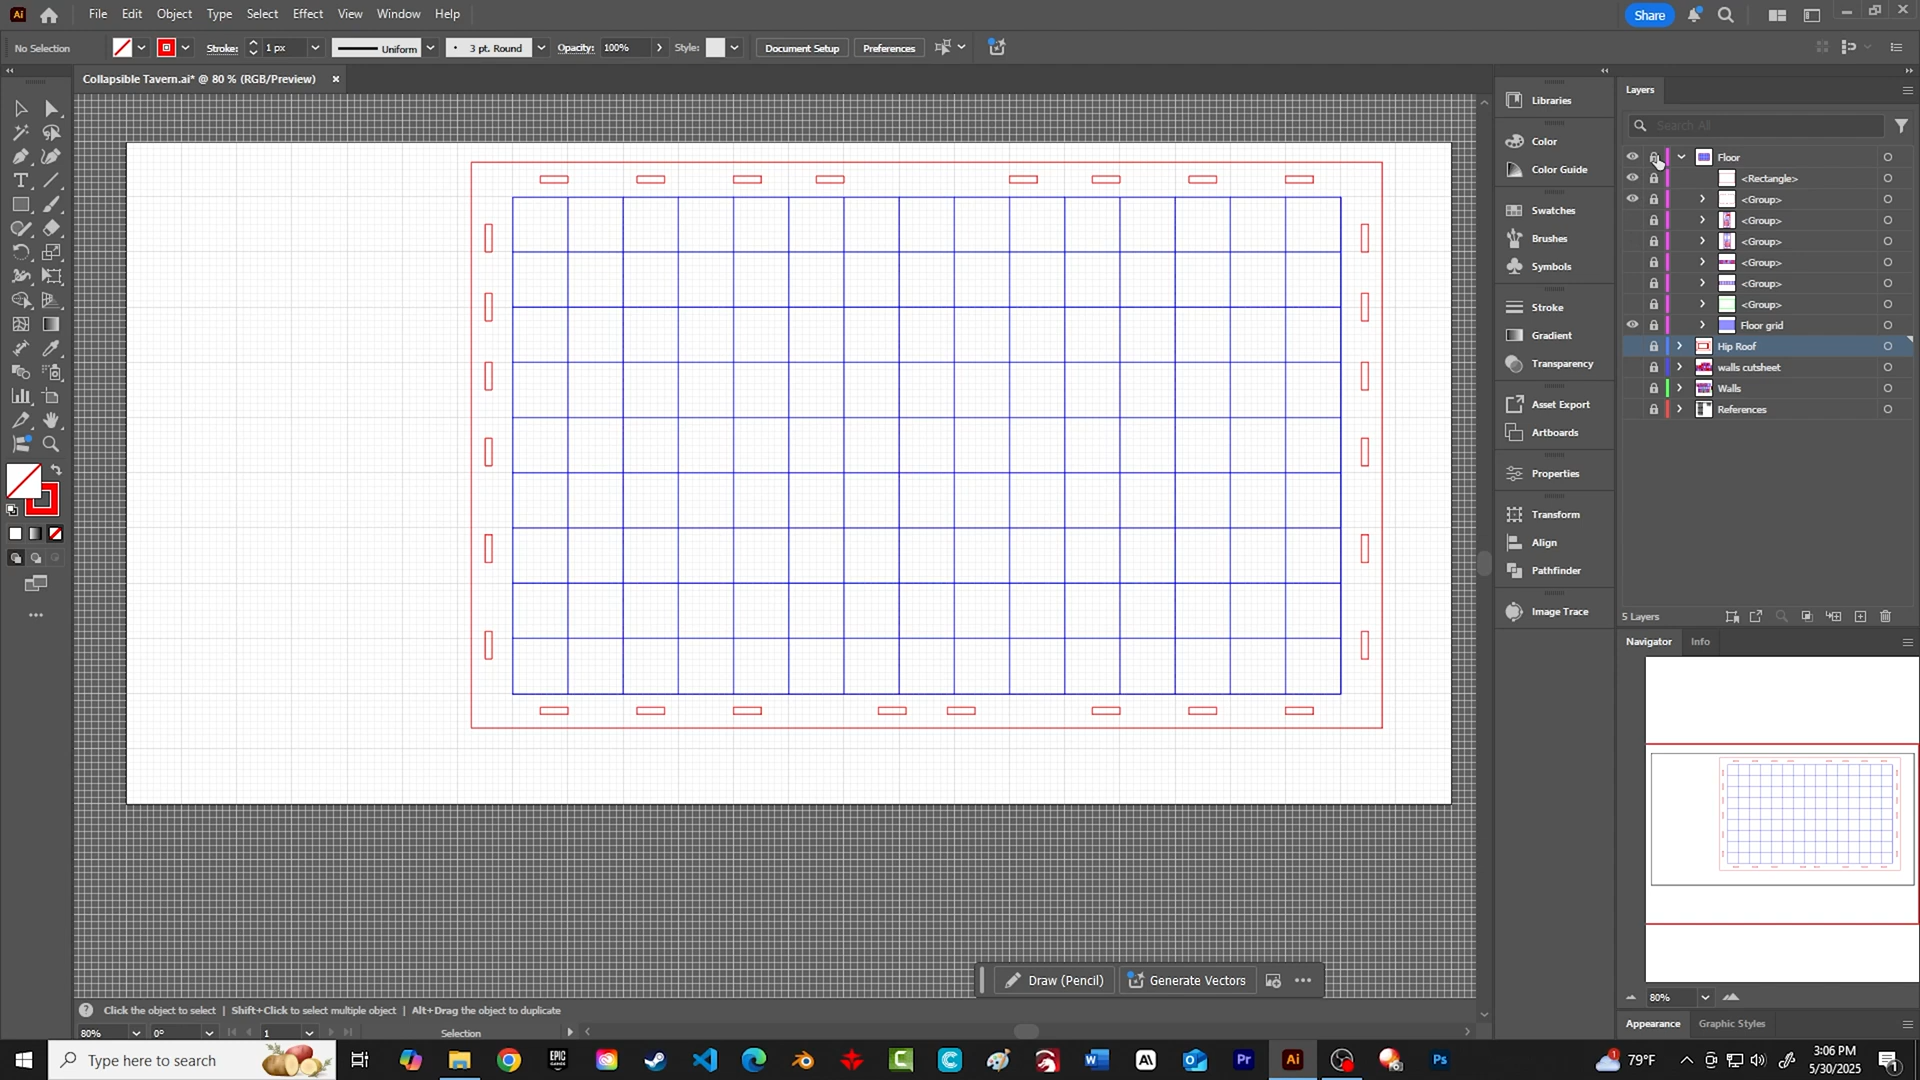 Ai File Edit Object Type Select Effect View Window Help Share
No Selection Stroke: 1 px Uniform 3 pt. Round Opacity: 100% Style: Document Setup Preferences
Collapsible Tavern.ai* @ 80 % (RGB/Preview) ×
Libraries
Color
Color Guide
Swatches
Brushes
Symbols
Stroke
Gradient
Transparency
Asset Export
Artboards
Properties
Transform
Align
Pathfinder
Image Trace
Layers
Search All
Floor
<Rectangle>
<Group>
<Group>
<Group>
<Group>
<Group>
<Group>
Floor grid
Hip Roof
walls cutsheet
Walls
References
5 Layers
Navigator Info
80%
Appearance Graphic Styles
Draw (Pencil) Generate Vectors
Click the object to select | Shift+Click to select multiple object | Alt+Drag the object to duplicate
80% 0° 1 Selection
Type here to search
79°F
3:06 PM
5/30/2025